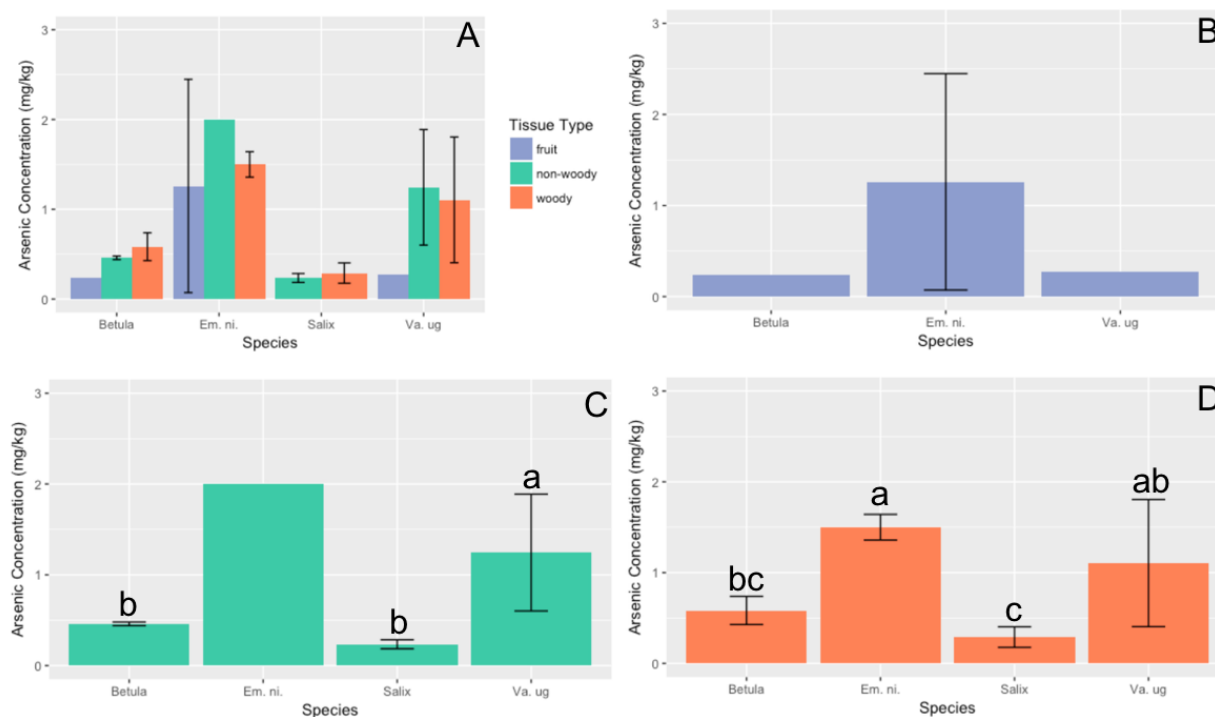 A
Arsenic Concentration (mg/kg)
3
2
1
0
Betula Em. ni. Salix Va. ug
Species
Tissue Type
fruit
non-woody
woody
B
Arsenic Concentration (mg/kg)
3
2
1
0
Betula Em. ni. Va. ug
Species
C
Arsenic Concentration (mg/kg)
3
2
1
0
b b a
Betula Em. ni. Salix Va. ug
Species
D
Arsenic Concentration (mg/kg)
3
2
1
0
bc a c ab
Betula Em. ni. Salix Va. ug
Species